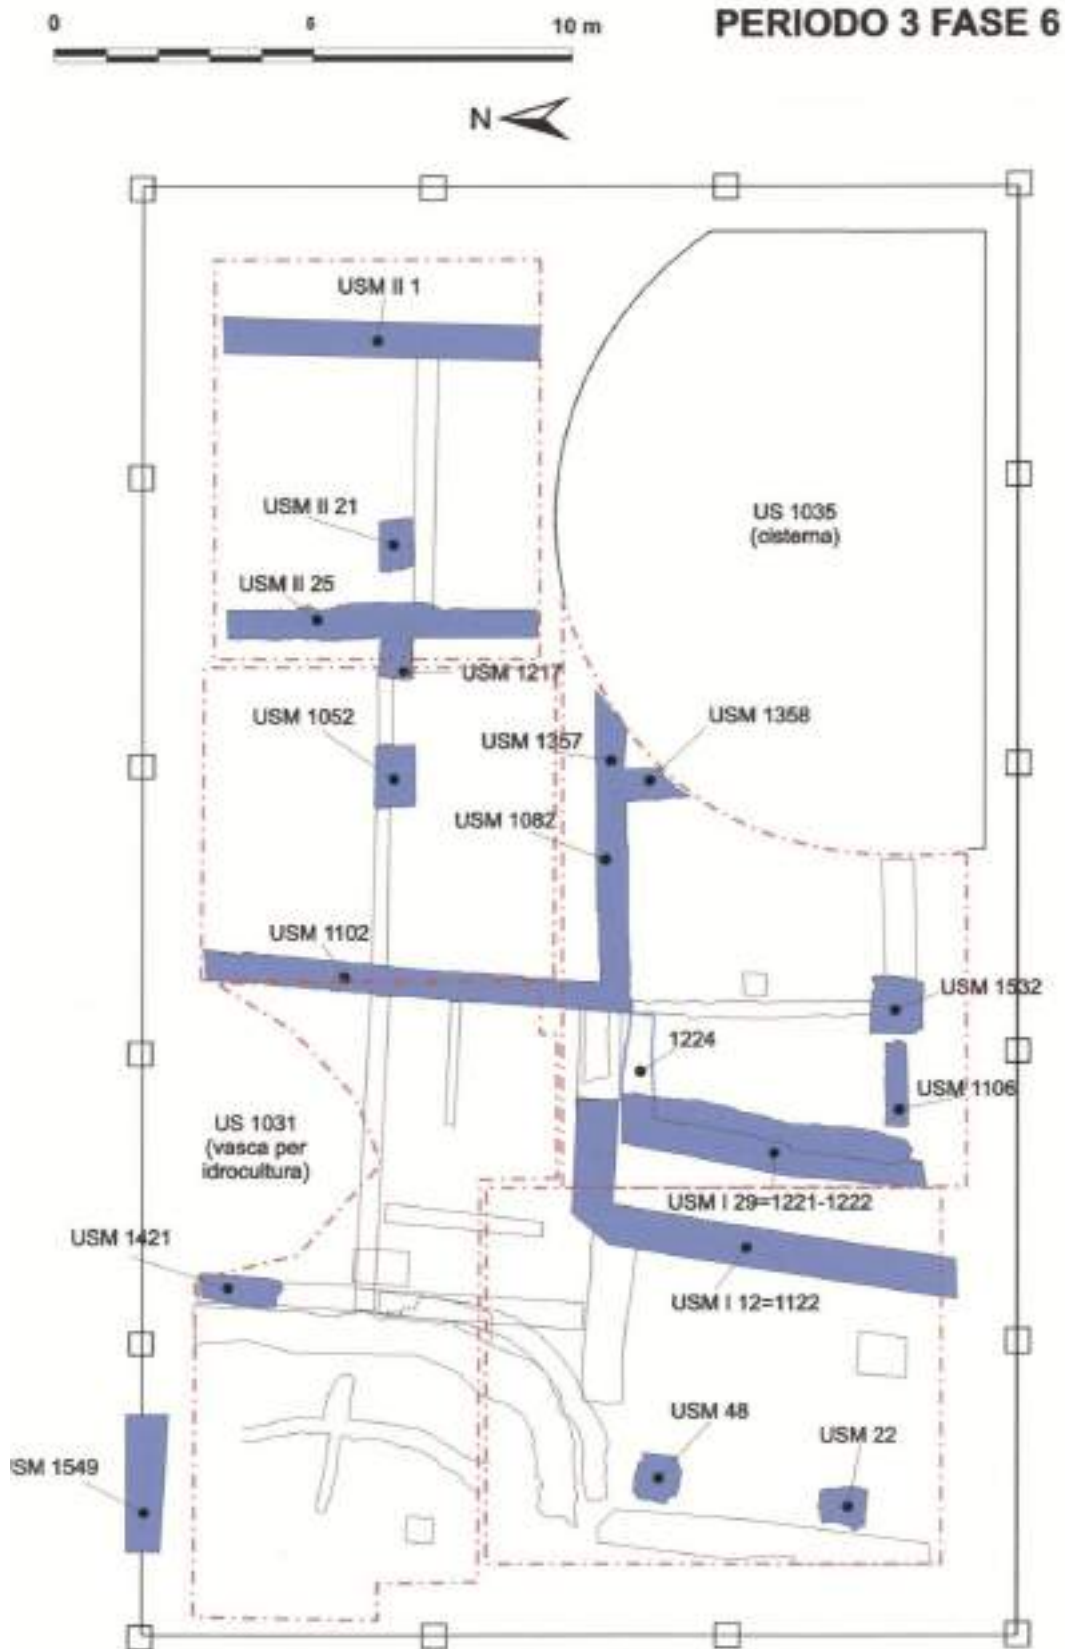 0 5 10 m
PERIODO 3 FASE 6
N
USM II 1
USM II 21
US 1035
(cisterna)
USM II 25
USM 1217
USM 1052
USM 1358
USM 1357
USM 1082
USM 1102
USM 1532
1224
USM 1106
US 1031
(vasca per
idrocultura)
USM I 29=1221-1222
USM 1421
USM I 12=1122
USM 48
USM 22
SM 1549